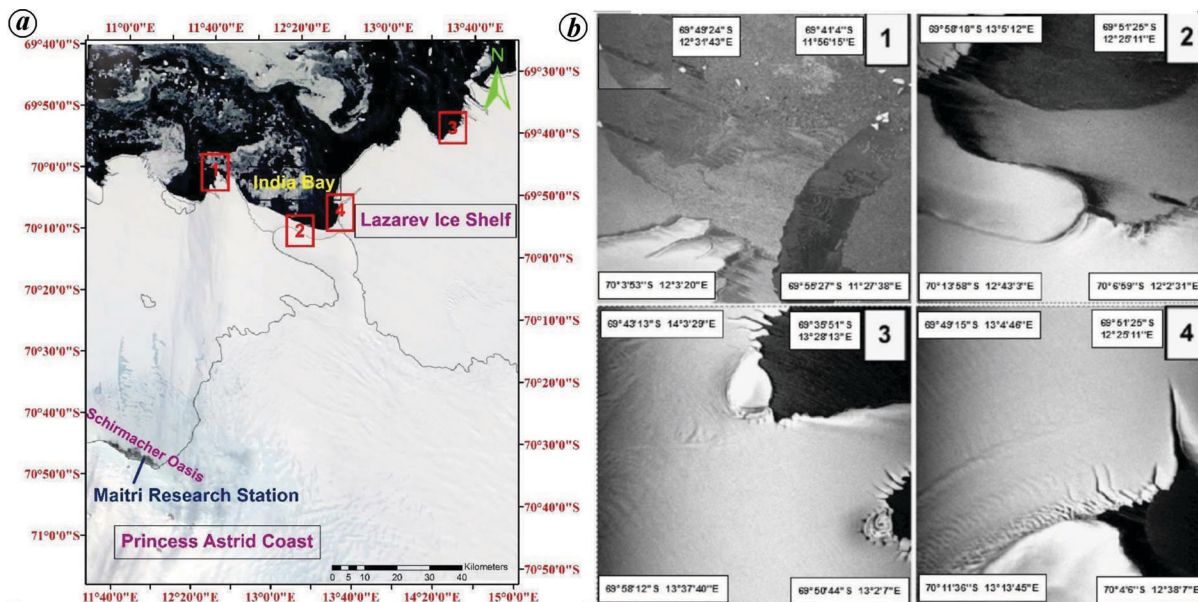 a
11°0'0"E 11°40'0"E 12°20'0"E 13°0'0"E 13°40'0"E
69°40'0"S
69°50'0"S
70°0'0"S
70°10'0"S
70°20'0"S
70°30'0"S
70°40'0"S
70°50'0"S
71°0'0"S
N
69°30'0"S
69°40'0"S
69°50'0"S
70°0'0"S
70°10'0"S
70°20'0"S
70°30'0"S
70°40'0"S
70°50'0"S
3
1
India Bay
4
2
Lazarev Ice Shelf
Schirmacher Oasis
Maitri Research Station
Princess Astrid Coast
Kilometers
0 5 10 20 30 40
11°40'0"E 12°20'0"E 13°0'0"E 13°40'0"E 14°20'0"E 15°0'0"E
b
69°49'24"S
12°31'43"E
69°41'4"S
11°56'15"E
1
70°3'53"S 12°3'20"E
69°55'27"S 11°27'38"E
69°58'18"S 13°5'12"E
69°51'25"S
12°25'11"E
2
70°13'58"S 12°43'3"E
70°6'59"S 12°2'31"E
69°43'13"S 14°3'29"E
69°35'51"S
13°28'13"E
3
69°58'12"S 13°37'40"E
69°50'44"S 13°2'7"E
69°49'15"S 13°4'46"E
69°51'25"S
12°25'11"E
4
70°11'36"S 13°13'45"E
70°4'6"S 12°38'7"E